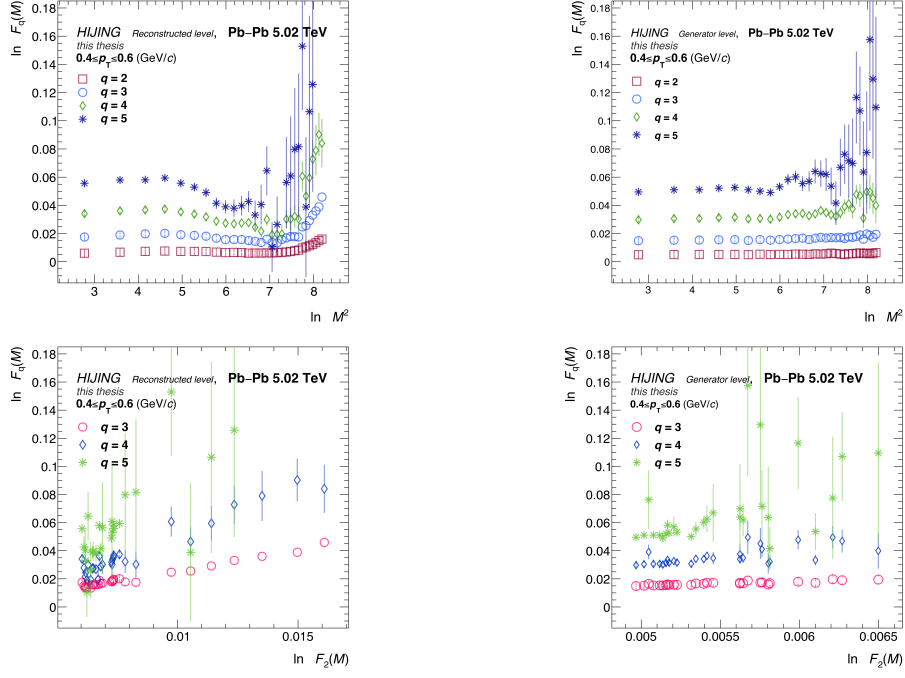 ln F_q(M)
0.18
0.16
0.14
0.12
0.1
0.08
0.06
0.04
0.02
0
HIJING Reconstructed level, Pb–Pb 5.02 TeV
this thesis
0.4≤p_T≤0.6 (GeV/c)
q = 2
q = 3
q = 4
q = 5
3 4 5 6 7 8
ln M²
ln F_q(M)
0.18
0.16
0.14
0.12
0.1
0.08
0.06
0.04
0.02
0
HIJING Generator level, Pb–Pb 5.02 TeV
this thesis
0.4≤p_T≤0.6 (GeV/c)
q = 2
q = 3
q = 4
q = 5
3 4 5 6 7 8
ln M²
ln F_q(M)
0.18
0.16
0.14
0.12
0.1
0.08
0.06
0.04
0.02
0
HIJING Reconstructed level, Pb–Pb 5.02 TeV
this thesis
0.4≤p_T≤0.6 (GeV/c)
q = 3
q = 4
q = 5
0.01 0.015
ln F₂(M)
ln F_q(M)
0.18
0.16
0.14
0.12
0.1
0.08
0.06
0.04
0.02
0
HIJING Generator level, Pb–Pb 5.02 TeV
this thesis
0.4≤p_T≤0.6 (GeV/c)
q = 3
q = 4
q = 5
0.005 0.0055 0.006 0.0065
ln F₂(M)